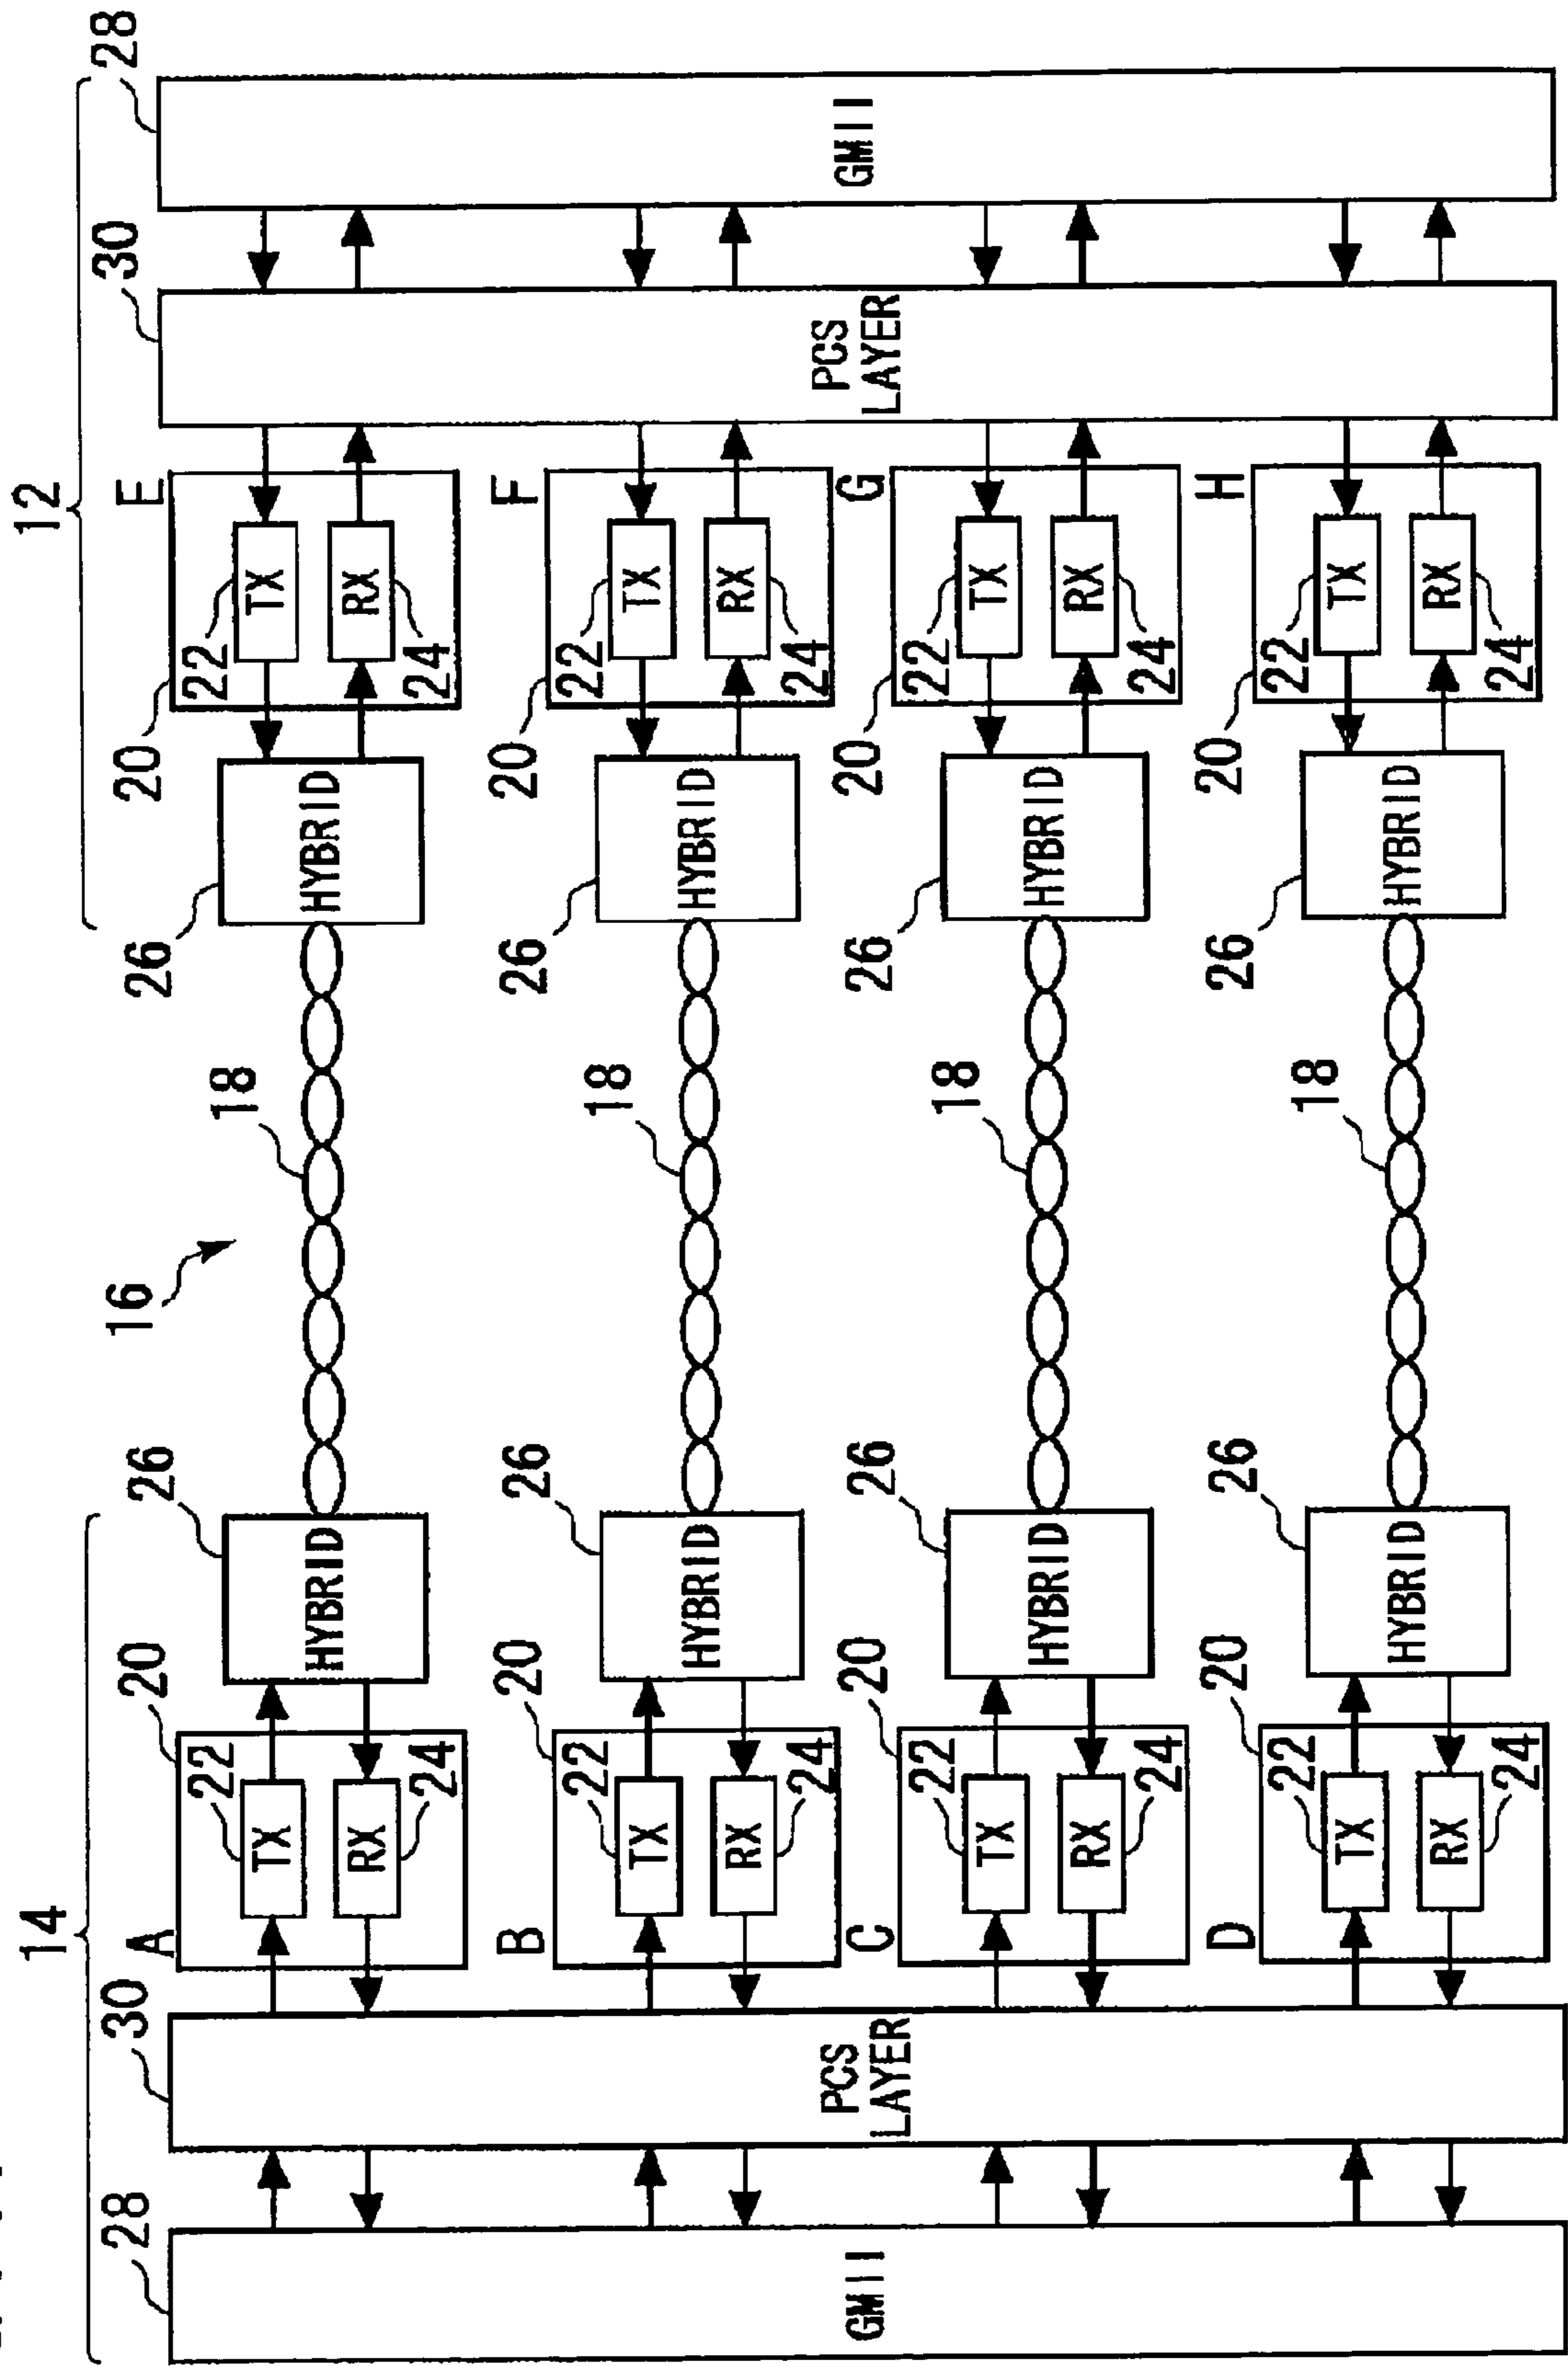 14
12
28
30
A
20
26
16
26
20
E
30
28
22
18
22
TX
HYBRID
HYBRID
TX
RX
RX
24
24
B
20
26
18
26
20
F
22
22
TX
HYBRID
HYBRID
TX
RX
RX
24
24
GMII
PCS
LAYER
PCS
LAYER
GMII
C
20
26
18
26
20
G
22
22
TX
HYBRID
HYBRID
TX
RX
RX
24
24
D
20
26
18
26
20
H
22
22
TX
HYBRID
HYBRID
TX
RX
RX
24
24